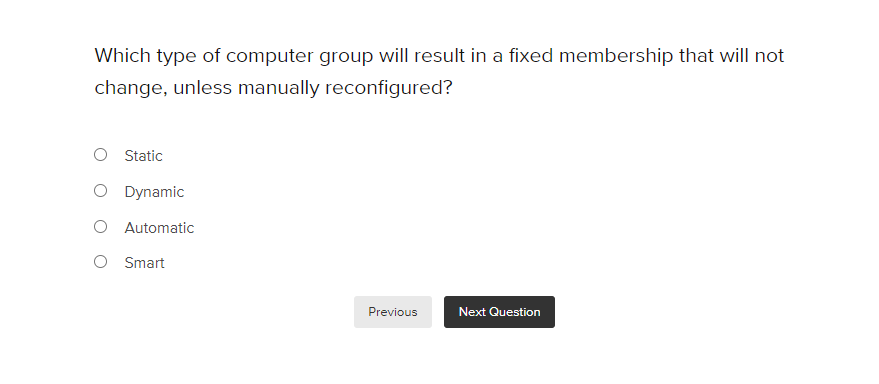 Which type of computer group will result in a fixed membership that will not
change, unless manually reconfigured?
Static
Dynamic
Automatic
Smart
Previous
Next Question